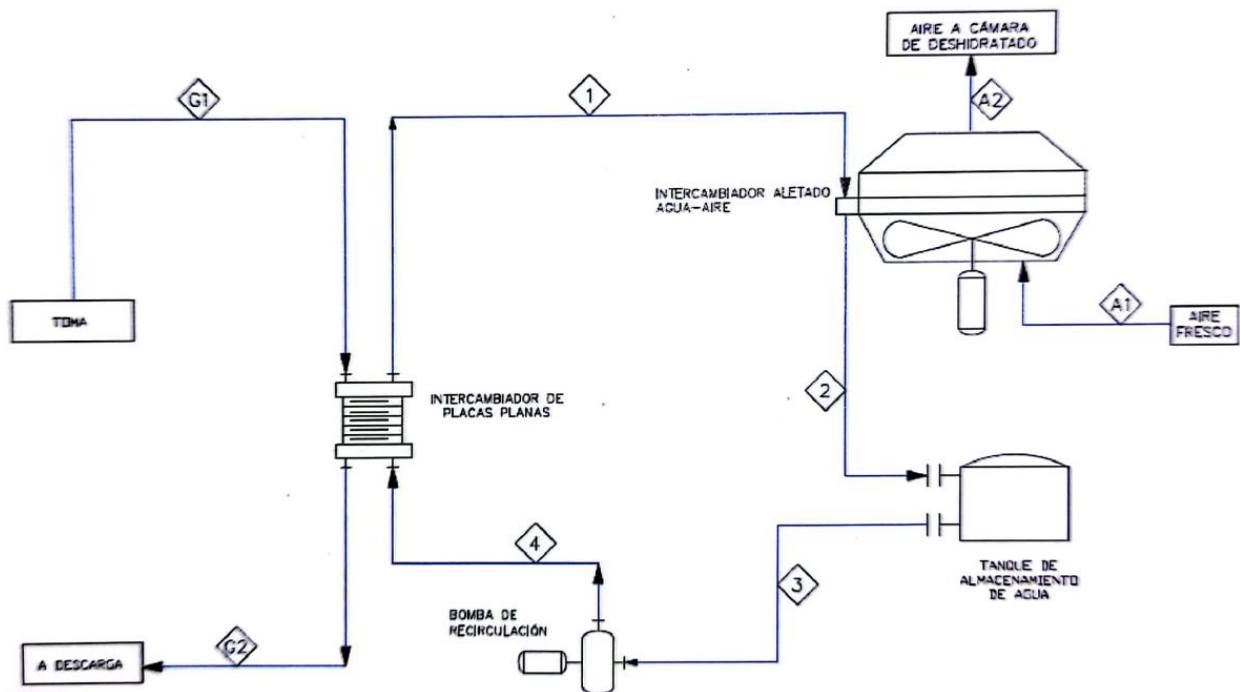 AIRE A CÁMARA
DE DESHIDRATADO
G1
1
A2
INTERCAMBIADOR ALETADO
AGUA-AIRE
TOMA
A1
AIRE
FRESCO
INTERCAMBIADOR DE
PLACAS PLANAS
2
4
3
TANQUE DE
ALMACENAMIENTO
DE AGUA
BOMBA DE
RECIRCULACIÓN
G2
A DESCARGA